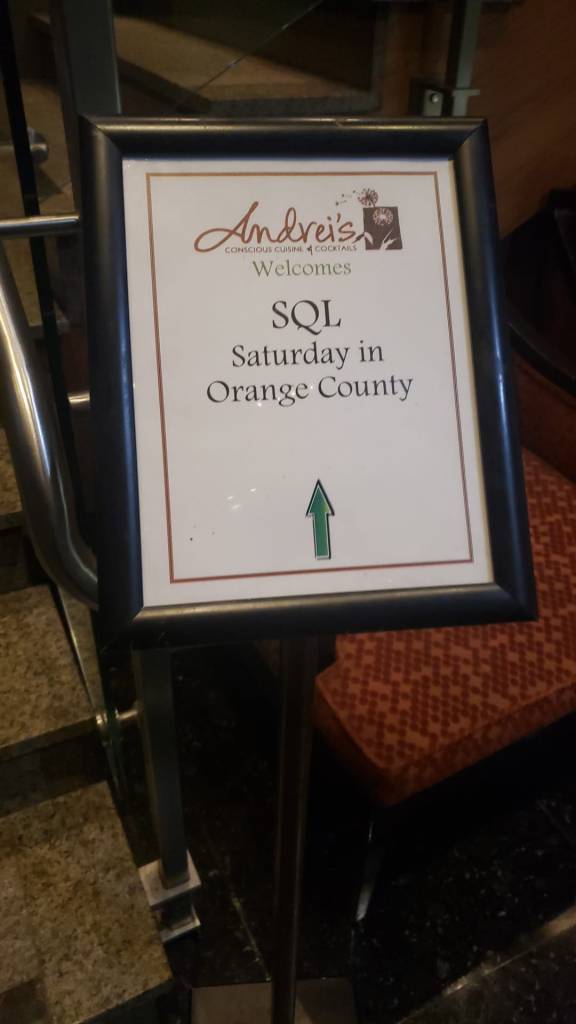 Andrei's
CONSCIOUS CUISINE & COCKTAILS
Welcomes
SQL
Saturday in
Orange County